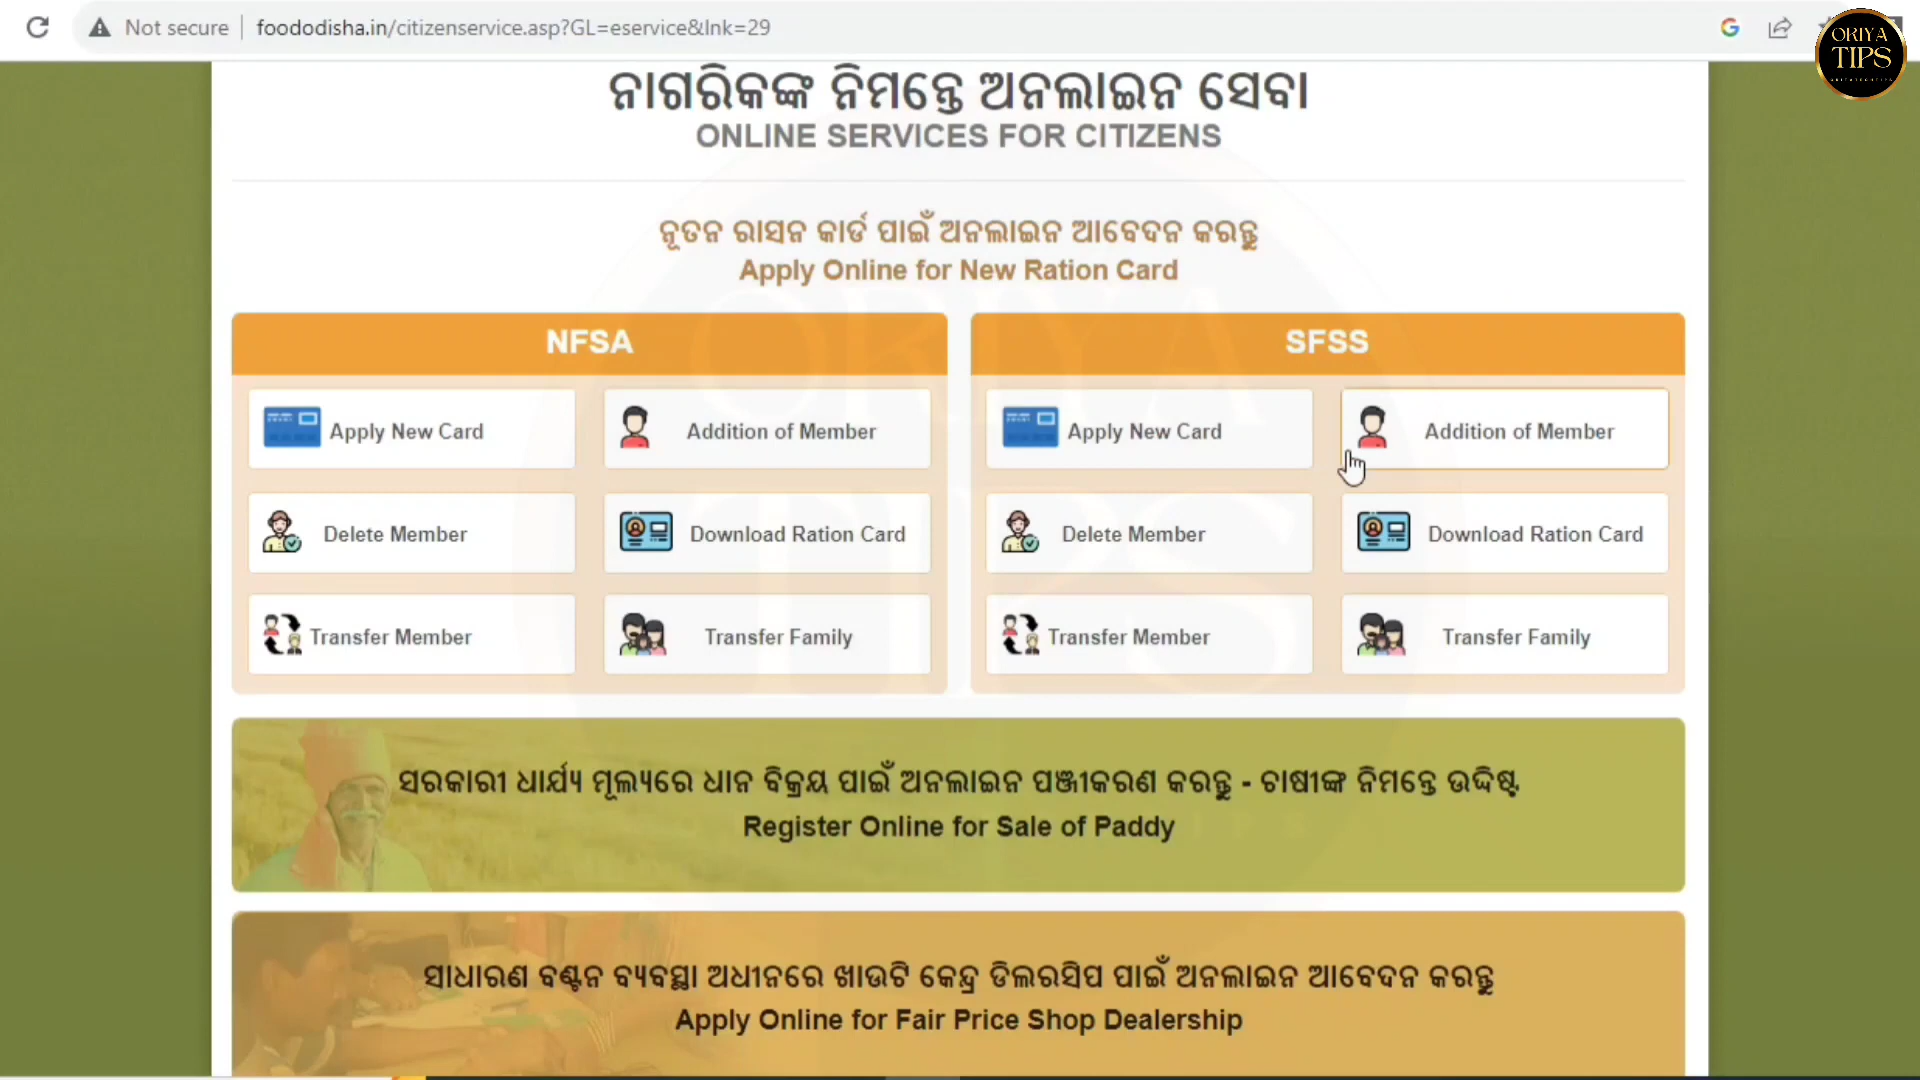 Not secure
foododisha.in/citizenservice.asp?GL=eservice&lnk=29
ORIYA
TIPS
ନାଗରିକଙ୍କ ନିମନ୍ତେ ଅନଲାଇନ ସେବା
ONLINE SERVICES FOR CITIZENS
ନୂତନ ରାସନ କାର୍ଡ ପାଇଁ ଅନଲାଇନ ଆବେଦନ କରନ୍ତୁ
Apply Online for New Ration Card
NFSA
Apply New Card
Addition of Member
Delete Member
Download Ration Card
Transfer Member
Transfer Family
SFSS
Apply New Card
Addition of Member
Delete Member
Download Ration Card
Transfer Member
Transfer Family
ସରକାରୀ ଧାର୍ଯ୍ୟ ମୂଲ୍ୟରେ ଧାନ ବିକ୍ରୟ ପାଇଁ ଅନଲାଇନ ପଞ୍ଜୀକରଣ କରନ୍ତୁ - ଚାଷୀଙ୍କ ନିମନ୍ତେ ଉଦ୍ଦିଷ୍ଟ
Register Online for Sale of Paddy
ସାଧାରଣ ବଣ୍ଟନ ବ୍ୟବସ୍ଥା ଅଧୀନରେ ଖାଉଟି କେନ୍ଦ୍ର ଡିଲରସିପ ପାଇଁ ଅନଲାଇନ ଆବେଦନ କରନ୍ତୁ
Apply Online for Fair Price Shop Dealership